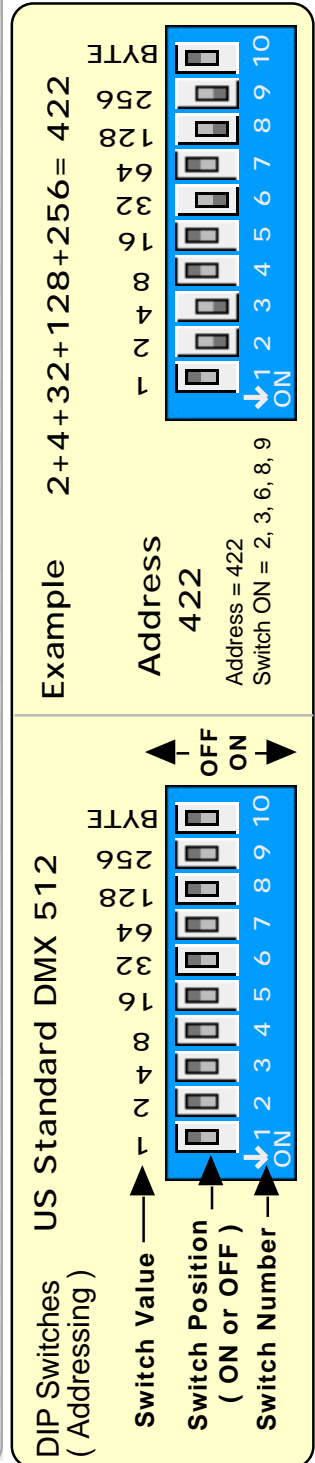 DIP Switches
( Addressing )
US Standard DMX 512
Switch Value
1 2 4 8 16 32 64 128 256 BYTE
Switch Position
( ON or OFF )
OFF
ON
Switch Number
1 2 3 4 5 6 7 8 9 10
ON
Example 2+4+32+128+256= 422
Address
422
1 2 4 8 16 32 64 128 256 BYTE
Address = 422
Switch ON = 2, 3, 6, 8, 9
1 2 3 4 5 6 7 8 9 10
ON